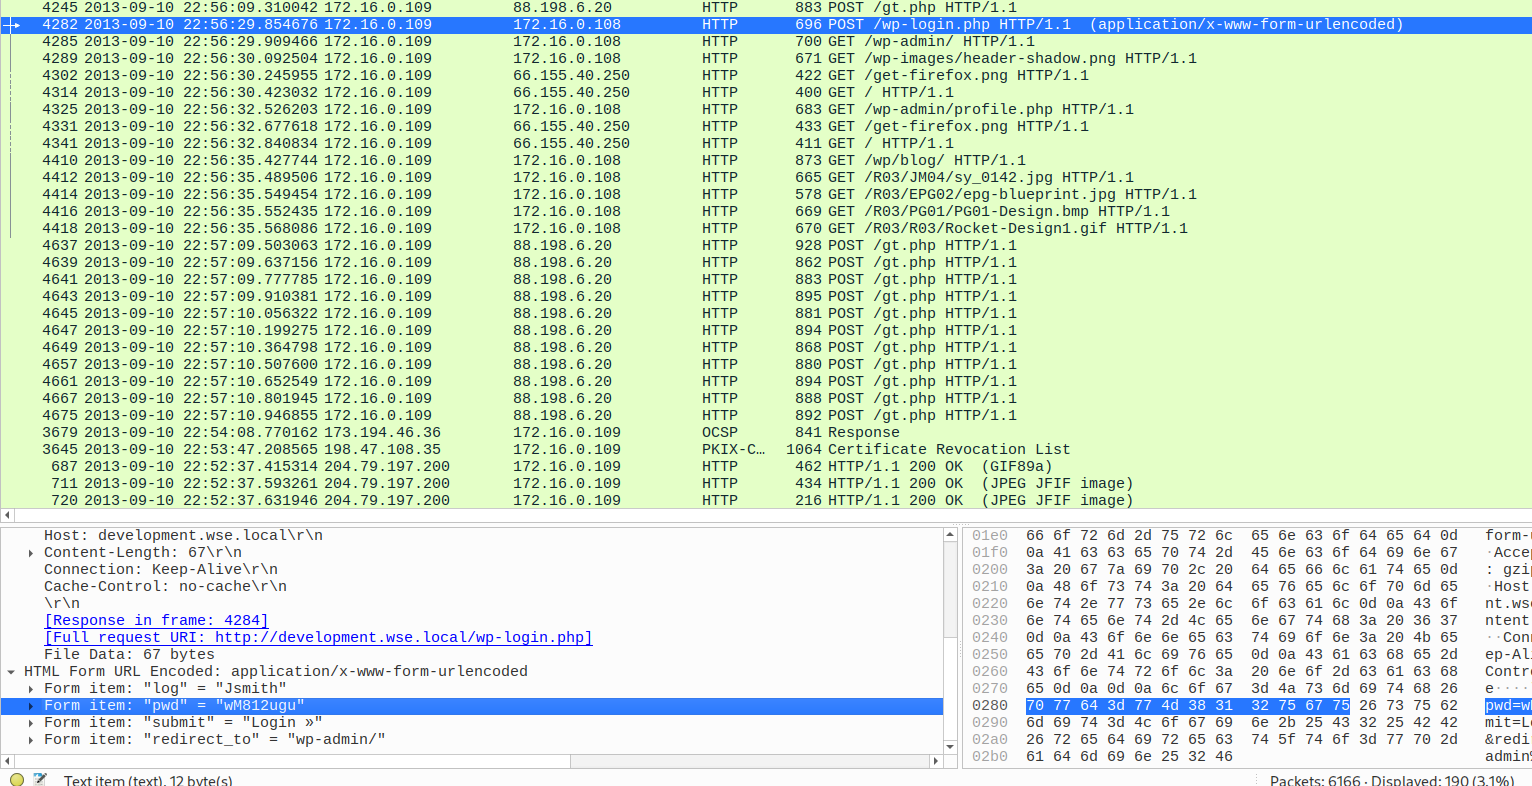 4245 2013-09-10 22:56:09.310042 172.16.0.109 88.198.6.20 HTTP 883 POST /gt.php HTTP/1.1
4282 2013-09-10 22:56:29.854676 172.16.0.109 172.16.0.108 HTTP 696 POST /wp-login.php HTTP/1.1  (application/x-www-form-urlencoded)
4285 2013-09-10 22:56:29.909466 172.16.0.109 172.16.0.108 HTTP 700 GET /wp-admin/ HTTP/1.1
4289 2013-09-10 22:56:30.092504 172.16.0.109 172.16.0.108 HTTP 671 GET /wp-images/header-shadow.png HTTP/1.1
4302 2013-09-10 22:56:30.245955 172.16.0.109 66.155.40.250 HTTP 422 GET /get-firefox.png HTTP/1.1
4314 2013-09-10 22:56:30.423032 172.16.0.109 66.155.40.250 HTTP 400 GET / HTTP/1.1
4325 2013-09-10 22:56:32.526203 172.16.0.109 172.16.0.108 HTTP 683 GET /wp-admin/profile.php HTTP/1.1
4331 2013-09-10 22:56:32.677618 172.16.0.109 66.155.40.250 HTTP 433 GET /get-firefox.png HTTP/1.1
4341 2013-09-10 22:56:32.840834 172.16.0.109 66.155.40.250 HTTP 411 GET / HTTP/1.1
4410 2013-09-10 22:56:35.427744 172.16.0.109 172.16.0.108 HTTP 873 GET /wp/blog/ HTTP/1.1
4412 2013-09-10 22:56:35.489506 172.16.0.109 172.16.0.108 HTTP 665 GET /R03/JM04/sy_0142.jpg HTTP/1.1
4414 2013-09-10 22:56:35.549454 172.16.0.109 172.16.0.108 HTTP 578 GET /R03/EPG02/epg-blueprint.jpg HTTP/1.1
4416 2013-09-10 22:56:35.552435 172.16.0.109 172.16.0.108 HTTP 669 GET /R03/PG01/PG01-Design.bmp HTTP/1.1
4418 2013-09-10 22:56:35.568086 172.16.0.109 172.16.0.108 HTTP 670 GET /R03/R03/Rocket-Design1.gif HTTP/1.1
4637 2013-09-10 22:57:09.503063 172.16.0.109 88.198.6.20 HTTP 928 POST /gt.php HTTP/1.1
4639 2013-09-10 22:57:09.637156 172.16.0.109 88.198.6.20 HTTP 862 POST /gt.php HTTP/1.1
4641 2013-09-10 22:57:09.777785 172.16.0.109 88.198.6.20 HTTP 883 POST /gt.php HTTP/1.1
4643 2013-09-10 22:57:09.910381 172.16.0.109 88.198.6.20 HTTP 895 POST /gt.php HTTP/1.1
4645 2013-09-10 22:57:10.056322 172.16.0.109 88.198.6.20 HTTP 881 POST /gt.php HTTP/1.1
4647 2013-09-10 22:57:10.199275 172.16.0.109 88.198.6.20 HTTP 894 POST /gt.php HTTP/1.1
4649 2013-09-10 22:57:10.364798 172.16.0.109 88.198.6.20 HTTP 868 POST /gt.php HTTP/1.1
4657 2013-09-10 22:57:10.507600 172.16.0.109 88.198.6.20 HTTP 880 POST /gt.php HTTP/1.1
4661 2013-09-10 22:57:10.652549 172.16.0.109 88.198.6.20 HTTP 894 POST /gt.php HTTP/1.1
4667 2013-09-10 22:57:10.801945 172.16.0.109 88.198.6.20 HTTP 888 POST /gt.php HTTP/1.1
4675 2013-09-10 22:57:10.946855 172.16.0.109 88.198.6.20 HTTP 892 POST /gt.php HTTP/1.1
3679 2013-09-10 22:54:08.770162 173.194.46.36 172.16.0.109 OCSP 841 Response
3645 2013-09-10 22:53:47.208565 198.47.108.35 172.16.0.109 PKIX-C… 1064 Certificate Revocation List
687 2013-09-10 22:52:37.415314 204.79.197.200 172.16.0.109 HTTP 462 HTTP/1.1 200 OK  (GIF89a)
711 2013-09-10 22:52:37.593261 204.79.197.200 172.16.0.109 HTTP 434 HTTP/1.1 200 OK  (JPEG JFIF image)
720 2013-09-10 22:52:37.631946 204.79.197.200 172.16.0.109 HTTP 216 HTTP/1.1 200 OK  (JPEG JFIF image)
Host: development.wse.local\r\n
Content-Length: 67\r\n
Connection: Keep-Alive\r\n
Cache-Control: no-cache\r\n
\r\n
[Response in frame: 4284]
[Full request URI: http://development.wse.local/wp-login.php]
File Data: 67 bytes
HTML Form URL Encoded: application/x-www-form-urlencoded
Form item: "log" = "Jsmith"
Form item: "pwd" = "wM812ugu"
Form item: "submit" = "Login »"
Form item: "redirect_to" = "wp-admin/"
01e0 66 6f 72 6d 2d 75 72 6c 65 6e 63 6f 64 65 64 0d form-u
01f0 0a 41 63 63 65 70 74 2d 45 6e 63 6f 64 69 6e 67 ·Accep
0200 3a 20 67 7a 69 70 2c 20 64 65 66 6c 61 74 65 0d : gzip
0210 0a 48 6f 73 74 3a 20 64 65 76 65 6c 6f 70 6d 65 ·Host:
0220 6e 74 2e 77 73 65 2e 6c 6f 63 61 6c 0d 0a 43 6f nt.wse
0230 6e 74 65 6e 74 2d 4c 65 6e 67 74 68 3a 20 36 37 ntent-
0240 0d 0a 43 6f 6e 6e 65 63 74 69 6f 6e 3a 20 4b 65 ··Conn
0250 65 70 2d 41 6c 69 76 65 0d 0a 43 61 63 68 65 2d ep-Ali
0260 43 6f 6e 74 72 6f 6c 3a 20 6e 6f 2d 63 61 63 68 Contro
0270 65 0d 0a 0d 0a 6c 6f 67 3d 4a 73 6d 69 74 68 26 e····
0280 70 77 64 3d 77 4d 38 31 32 75 67 75 26 73 75 62 pwd=wM
0290 6d 69 74 3d 4c 6f 67 69 6e 2b 25 43 32 25 42 42 mit=Lo
02a0 26 72 65 64 69 72 65 63 74 5f 74 6f 3d 77 70 2d &redir
02b0 61 64 6d 69 6e 25 32 46 admin%
Text item (text), 12 byte(s)
Packets: 6166 · Displayed: 190 (3.1%)